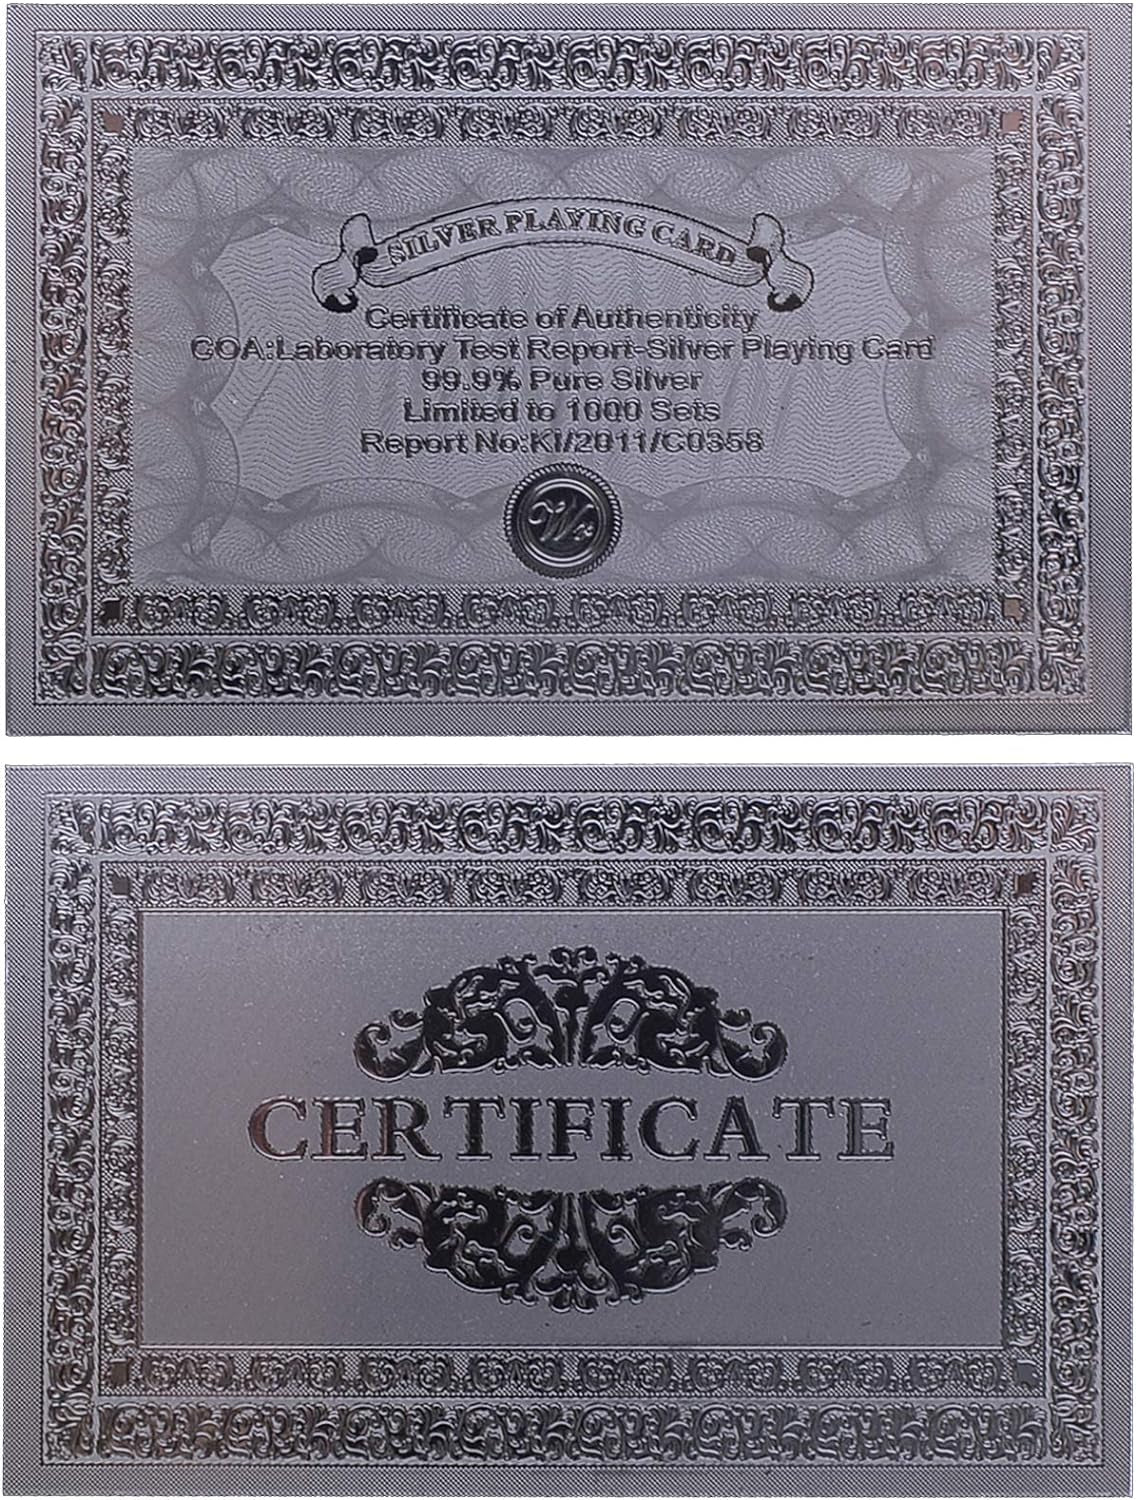 SILVER PLAYING CARD
Certificate of Authenticity
COA:Laboratory Test Report-Silver Playing Card
99.9% Pure Silver
Limited to 1000 Sets
Report No:KI/2011/C0358
CERTIFICATE